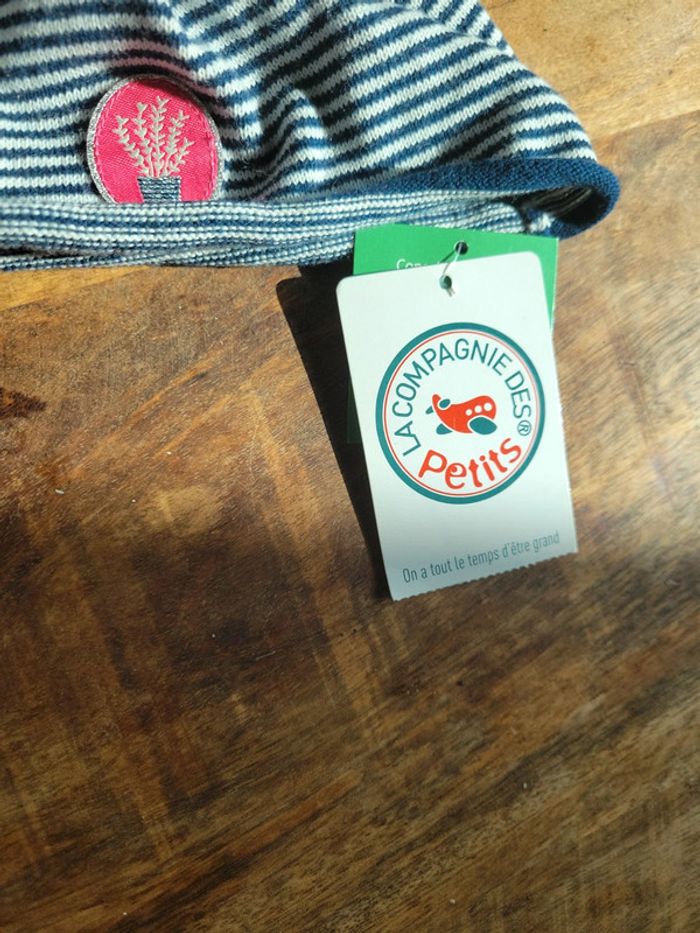 LA COMPAGNIE DES®
Petits
On a tout le temps d'être grand